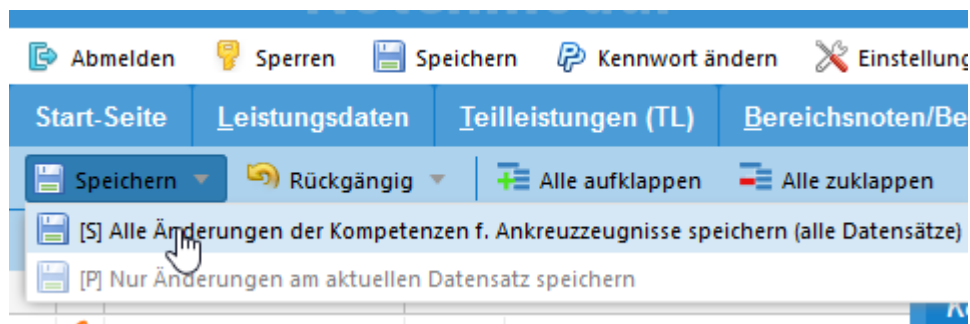 Abmelden Sperren Speichern Kennwort ändern Einstellung
Start-Seite Leistungsdaten Teilleistungen (TL) Bereichsnoten/Be
Speichern Rückgängig Alle aufklappen Alle zuklappen
[S] Alle Änderungen der Kompetenzen f. Ankreuzzeugnisse speichern (alle Datensätze)
[P] Nur Änderungen am aktuellen Datensatz speichern